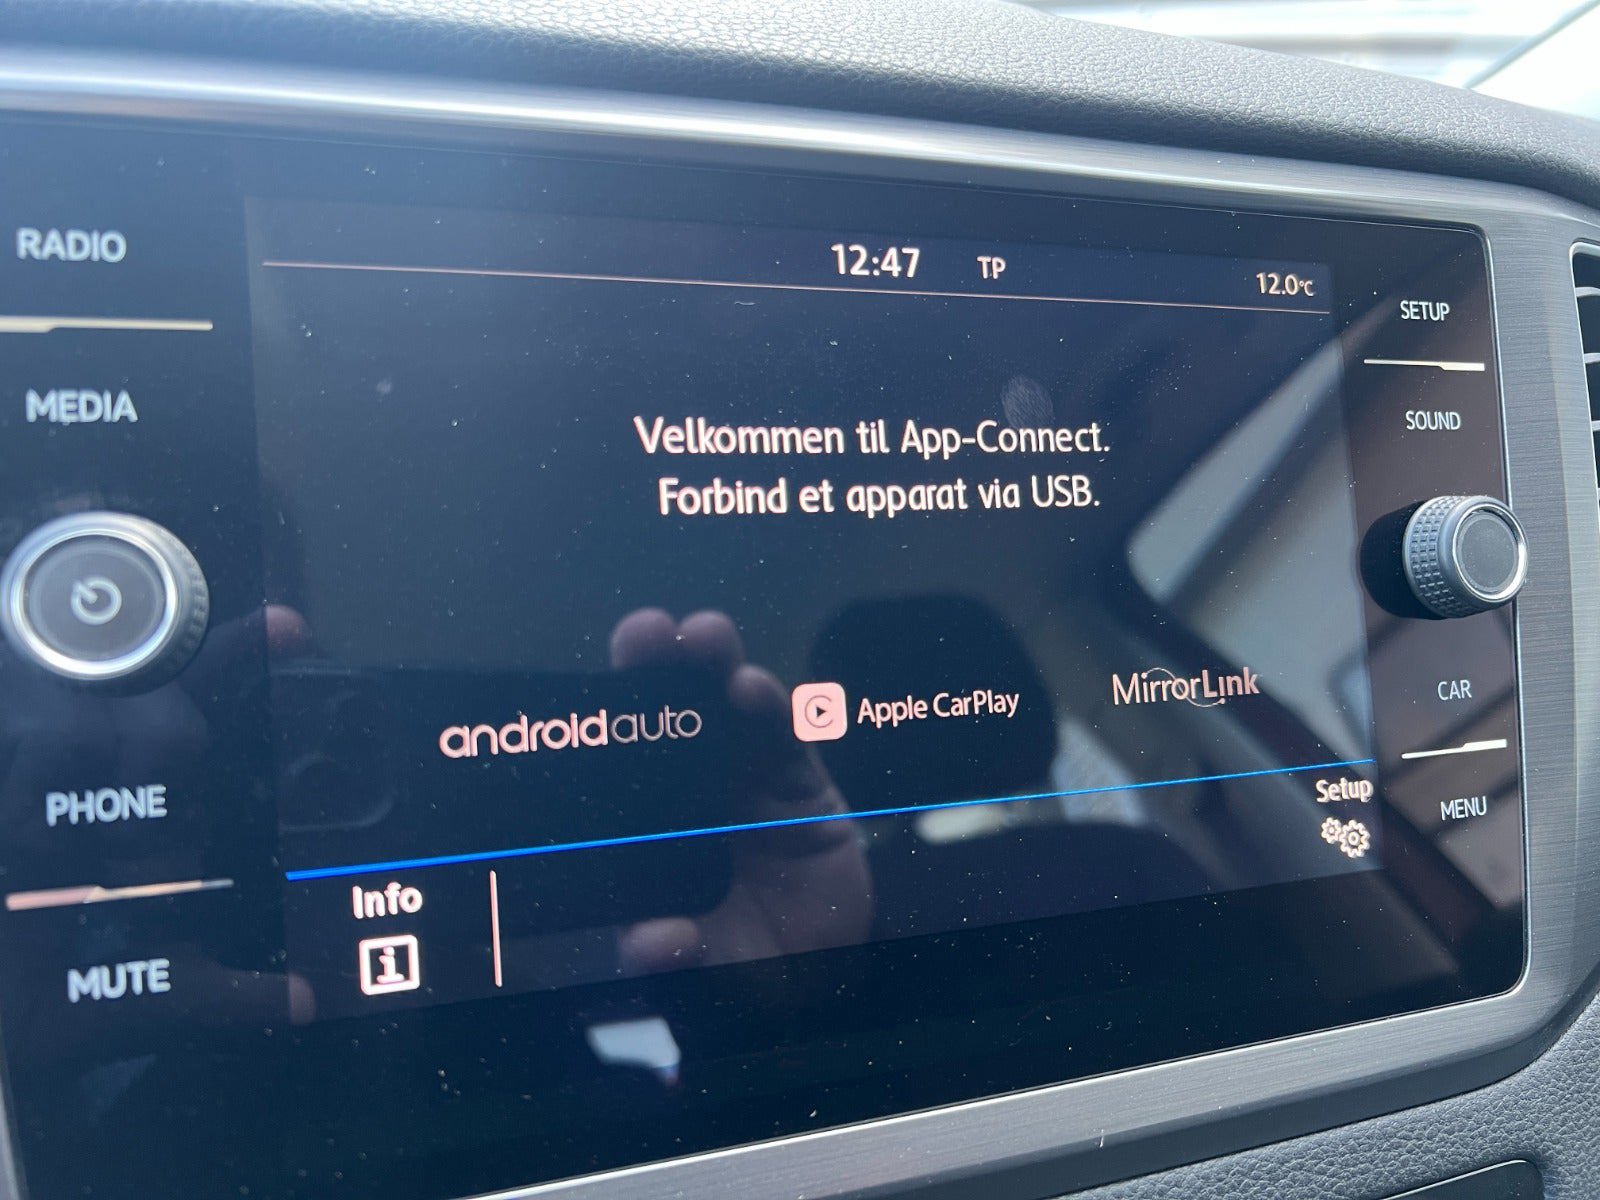 RADIO
MEDIA
PHONE
MUTE
12:47 TP 12.0°C
Velkommen til App-Connect.
Forbind et apparat via USB.
androidauto
Apple CarPlay
MirrorLink
Info
Setup
SETUP
SOUND
CAR
MENU